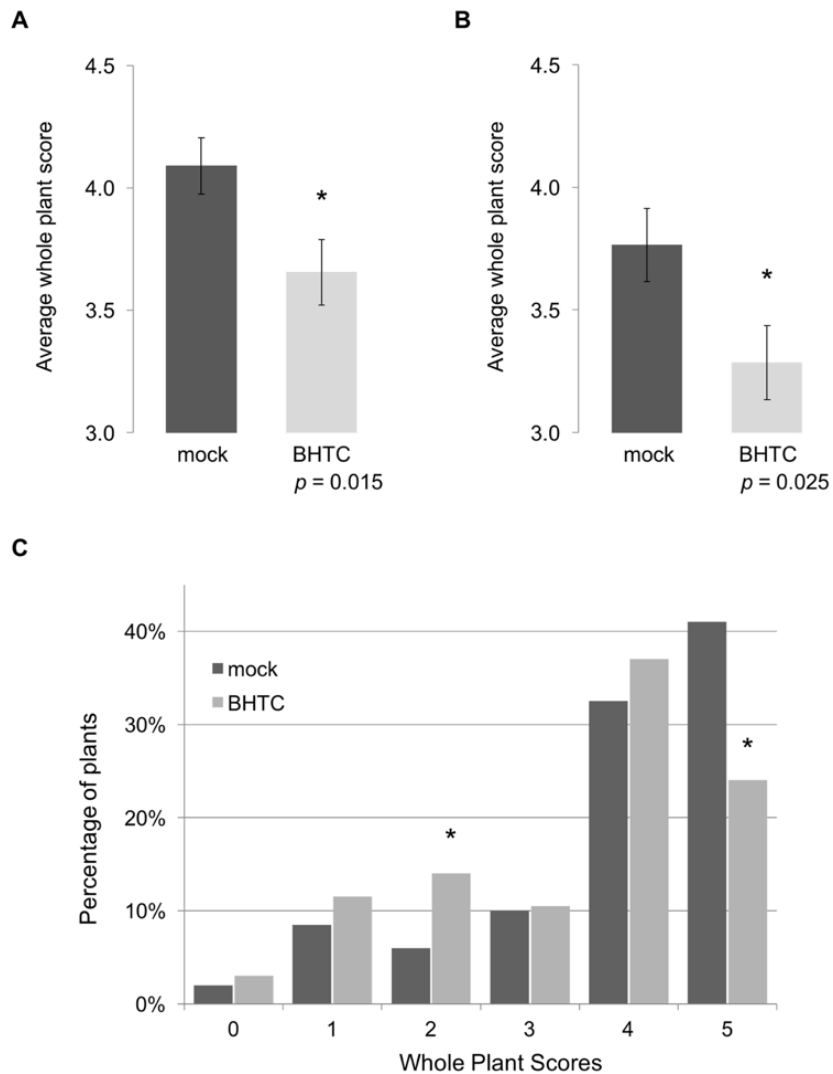 A
Average whole plant score
4.5
4.0
3.5
3.0
*
mock
BHTC
p = 0.015
B
Average whole plant score
4.5
4.0
3.5
3.0
*
mock
BHTC
p = 0.025
C
Percentage of plants
40%
30%
20%
10%
0%
mock
BHTC
*
*
0 1 2 3 4 5
Whole Plant Scores